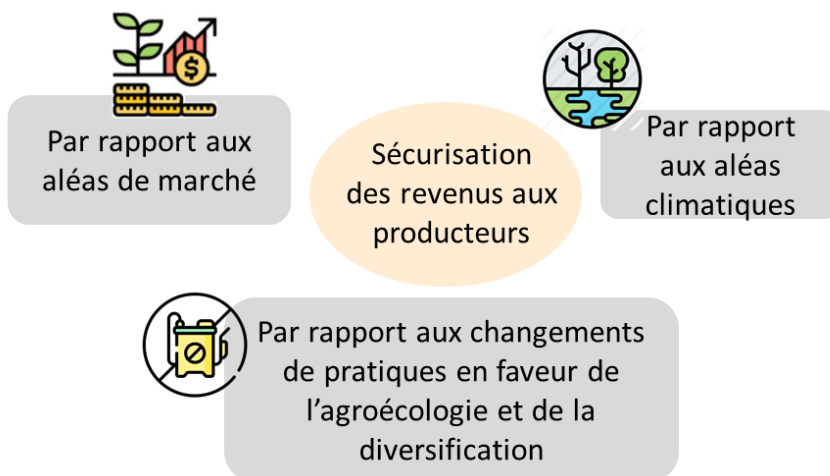 Par rapport aux
aléas de marché
Sécurisation
des revenus aux
producteurs
Par rapport
aux aléas
climatiques
Par rapport aux changements
de pratiques en faveur de
l’agroécologie et de la
diversification